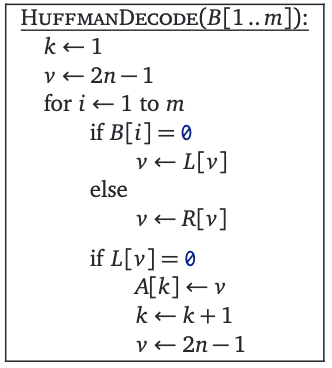 HUFFMANDECODE(B[1..m]):
k ← 1
v ← 2n − 1
for i ← 1 to m
if B[i] = 0
v ← L[v]
else
v ← R[v]
if L[v] = 0
A[k] ← v
k ← k + 1
v ← 2n − 1